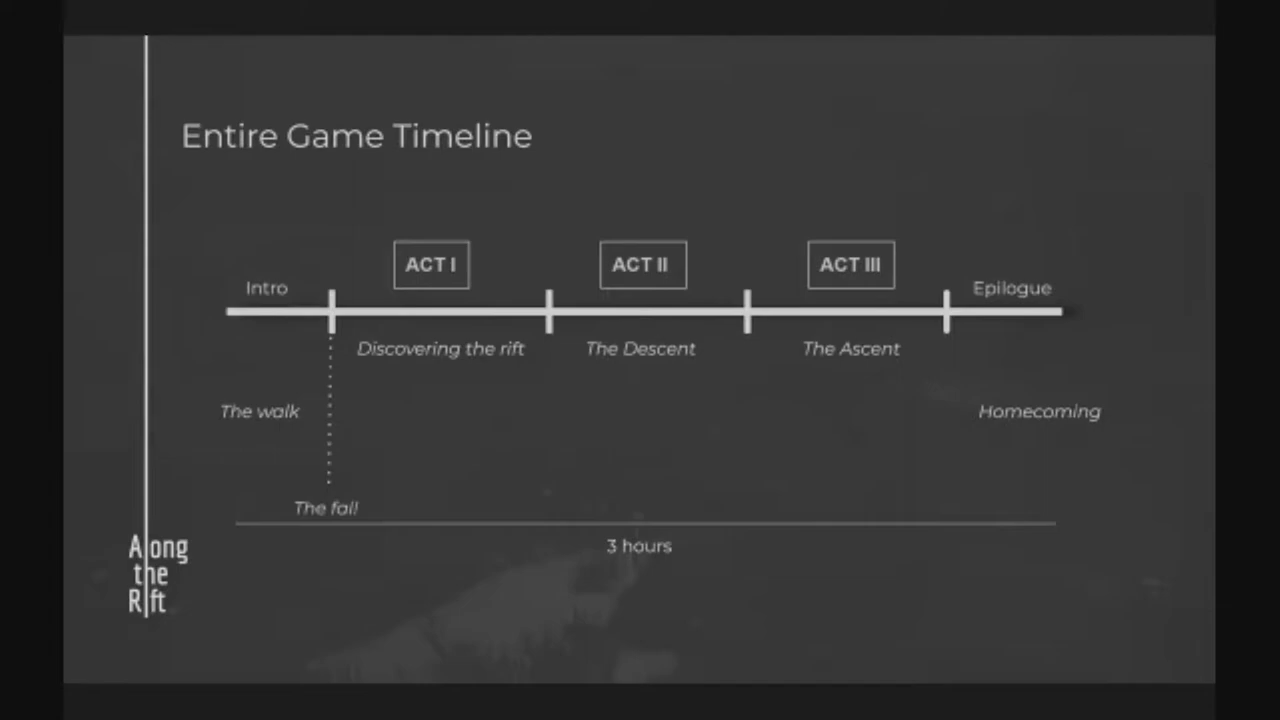 Entire Game Timeline
ACT I
ACT II
ACT III
Intro
Epilogue
Discovering the rift
The Descent
The Ascent
The walk
Homecoming
The fall
3 hours
Along
the
Rift